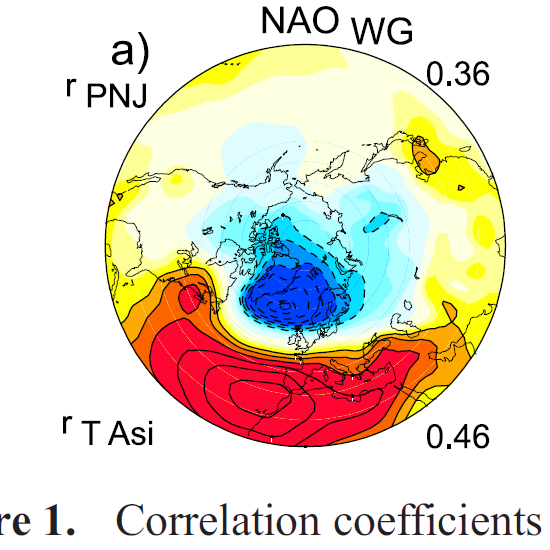 NAO WG
a)
r PNJ
0.36
r T Asi
0.46
re 1. Correlation coefficients